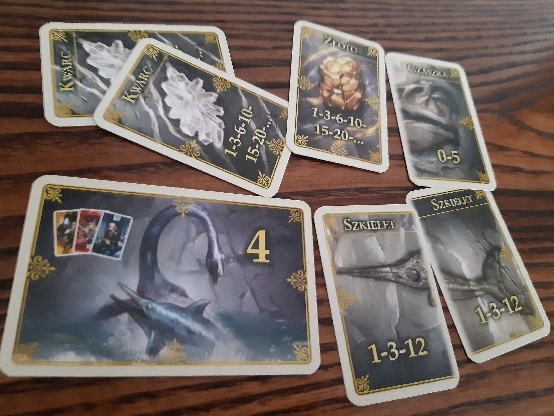 KWARC
KWARC
1-3-6-10-
15-20-...
ZŁOTO
1-3-6-10-
15-20-...
CZASZKA
0-5
4
SZKIELET
1-3-12
SZKIELET
1-3-12